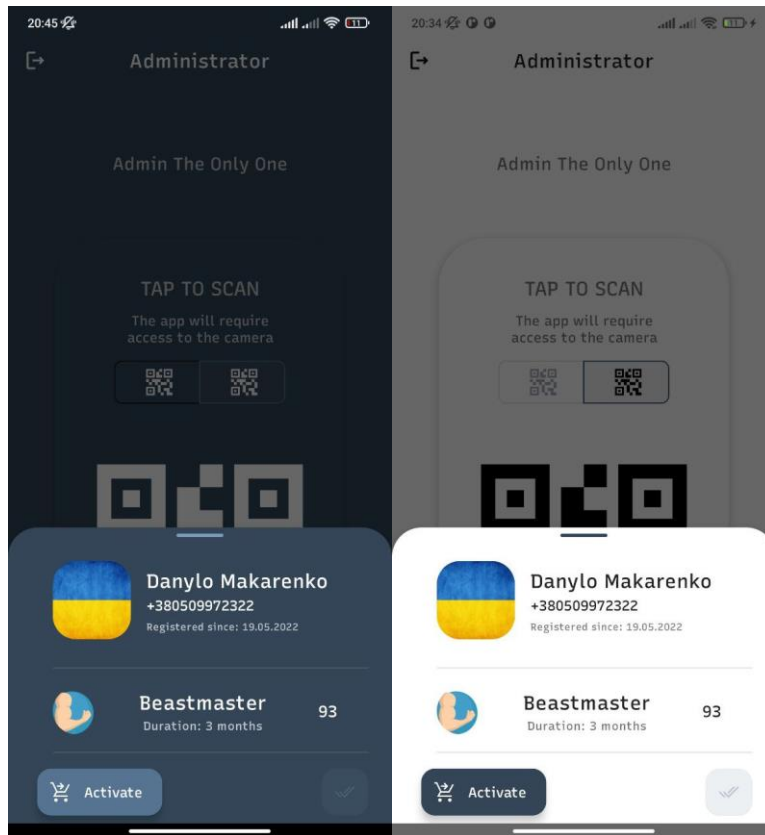 20:45
11
Administrator
Admin The Only One
TAP TO SCAN
The app will require
access to the camera
Danylo Makarenko
+380509972322
Registered since: 19.05.2022
Beastmaster
93
Duration: 3 months
Activate
20:34
11
Administrator
Admin The Only One
TAP TO SCAN
The app will require
access to the camera
Danylo Makarenko
+380509972322
Registered since: 19.05.2022
Beastmaster
93
Duration: 3 months
Activate